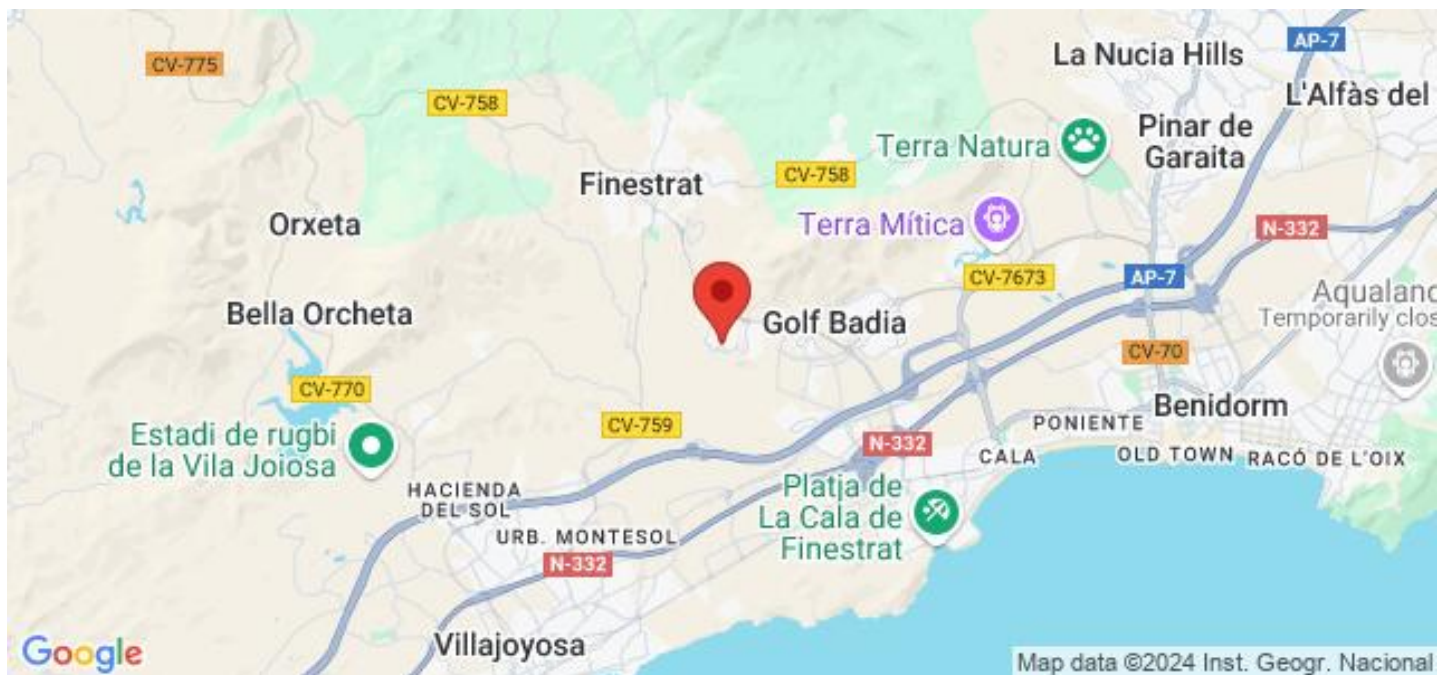 AP-7
La Nucia Hills
CV-775
L'Alfàs del
CV-758
Pinar de
Garaita
Terra Natura
CV-758
Finestrat
Orxeta
Terra Mítica
N-332
CV-7673
AP-7
Aqualand
Temporarily clos
Bella Orcheta
Golf Badia
CV-70
CV-770
Benidorm
CV-759
PONIENTE
Estadi de rugbi
de la Vila Joiosa
N-332
CALA
OLD TOWN
RACÓ DE L'OIX
HACIENDA
DEL SOL
Platja de
La Cala de
Finestrat
URB. MONTESOL
N-332
Villajoyosa
Google
Map data ©2024 Inst. Geogr. Nacional